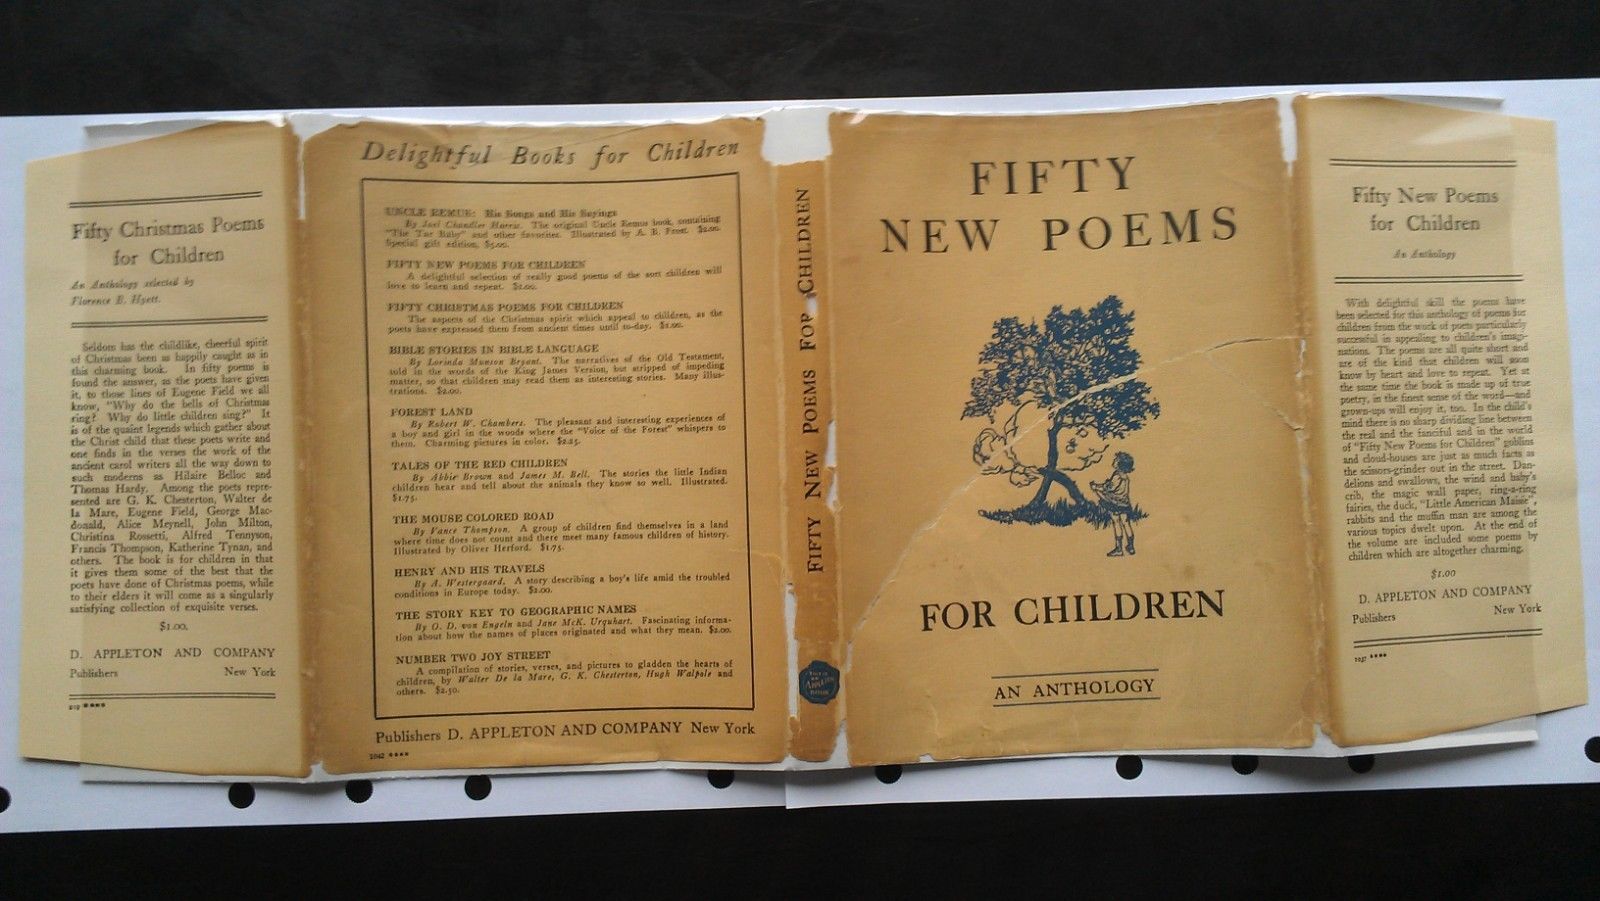 Fifty Christmas Poems
for Children
An Anthology selected by
Florence B. Hyett.
Seldom has the childlike, cheerful spirit
of Christmas been as happily caught as in
this charming book. In fifty poems is
found the answer, as the poets have given
it, to those lines of Eugene Field we all
know, "Why do the bells of Christmas
ring? Why do little children sing?" It
is of the quaint legends which gather about
the Christ child that these poets write and
one finds in the verses the work of the
ancient carol writers all the way down to
such moderns as Hilaire Belloc and
Thomas Hardy. Among the poets repre-
sented are G. K. Chesterton, Walter de
la Mare, Eugene Field, George Mac-
donald, Alice Meynell, John Milton,
Christina Rossetti, Alfred Tennyson,
Francis Thompson, Katherine Tynan, and
others. The book is for children in that
it gives them some of the best that the
poets have done of Christmas poems, while
to their elders it will come as a singularly
satisfying collection of exquisite verses.
$1.00.
D. APPLETON AND COMPANY
Publishers New York
Delightful Books for Children
UNCLE REMUS: His Songs and His Sayings
By Joel Chandler Harris. The original Uncle Remus book, containing
"The Tar Baby" and other favorites. Illustrated by A. B. Frost. $2.00.
Special gift edition, $5.00.
FIFTY NEW POEMS FOR CHILDREN
A delightful selection of really good poems of the sort children will
love to learn and repeat. $1.00.
FIFTY CHRISTMAS POEMS FOR CHILDREN
The aspects of the Christmas spirit which appeal to children, as the
poets have expressed them from ancient times until to-day. $1.00.
BIBLE STORIES IN BIBLE LANGUAGE
By Lorinda Munson Bryant. The narratives of the Old Testament,
told in the words of the King James Version, but stripped of impeding
matter, so that children may read them as interesting stories. Many illus-
trations. $2.00.
FOREST LAND
By Robert W. Chambers. The pleasant and interesting experiences of
a boy and girl in the woods where the "Voice of the Forest" whispers to
them. Charming pictures in color. $2.25.
TALES OF THE RED CHILDREN
By Abbie Brown and James M. Bell. The stories the little Indian
children hear and tell about the animals they know so well. Illustrated.
$1.75.
THE MOUSE COLORED ROAD
By Vance Thompson. A group of children find themselves in a land
where time does not count and there meet many famous children of history.
Illustrated by Oliver Herford. $1.75.
HENRY AND HIS TRAVELS
By A. Westergaard. A story describing a boy's life amid the troubled
conditions in Europe today. $2.00.
THE STORY KEY TO GEOGRAPHIC NAMES
By O. D. von Engeln and Jane McK. Urquhart. Fascinating informa-
tion about how the names of places originated and what they mean. $2.00.
NUMBER TWO JOY STREET
A compilation of stories, verses, and pictures to gladden the hearts of
children, by Walter De la Mare, G. K. Chesterton, Hugh Walpole and
others. $2.50.
Publishers D. APPLETON AND COMPANY New York
FIFTY NEW POEMS FOR CHILDREN
THIS IS
AN
APPLETON
BOOK
FIFTY
NEW POEMS
FOR CHILDREN
AN ANTHOLOGY
Fifty New Poems
for Children
An Anthology
With delightful skill the poems have
been selected for this anthology of poems for
children from the work of poets particularly
successful in appealing to children's imagi-
nations. The poems are all quite short and
are of the kind that children will soon
know by heart and love to repeat. Yet at
the same time the book is made up of true
poetry, in the finest sense of the word—and
grown-ups will enjoy it, too. In the child's
mind there is no sharp dividing line between
the real and the fanciful and in the world
of "Fifty New Poems for Children" goblins
and cloud-houses are just as much facts as
the scissors-grinder out in the street. Dan-
delions and swallows, the wind and baby's
crib, the magic wall paper, ring-a-ring
fairies, the duck, "Little American Maisie",
rabbits and the muffin man are among the
various topics dwelt upon. At the end of
the volume are included some poems by
children which are altogether charming.
$1.00
D. APPLETON AND COMPANY
Publishers New York